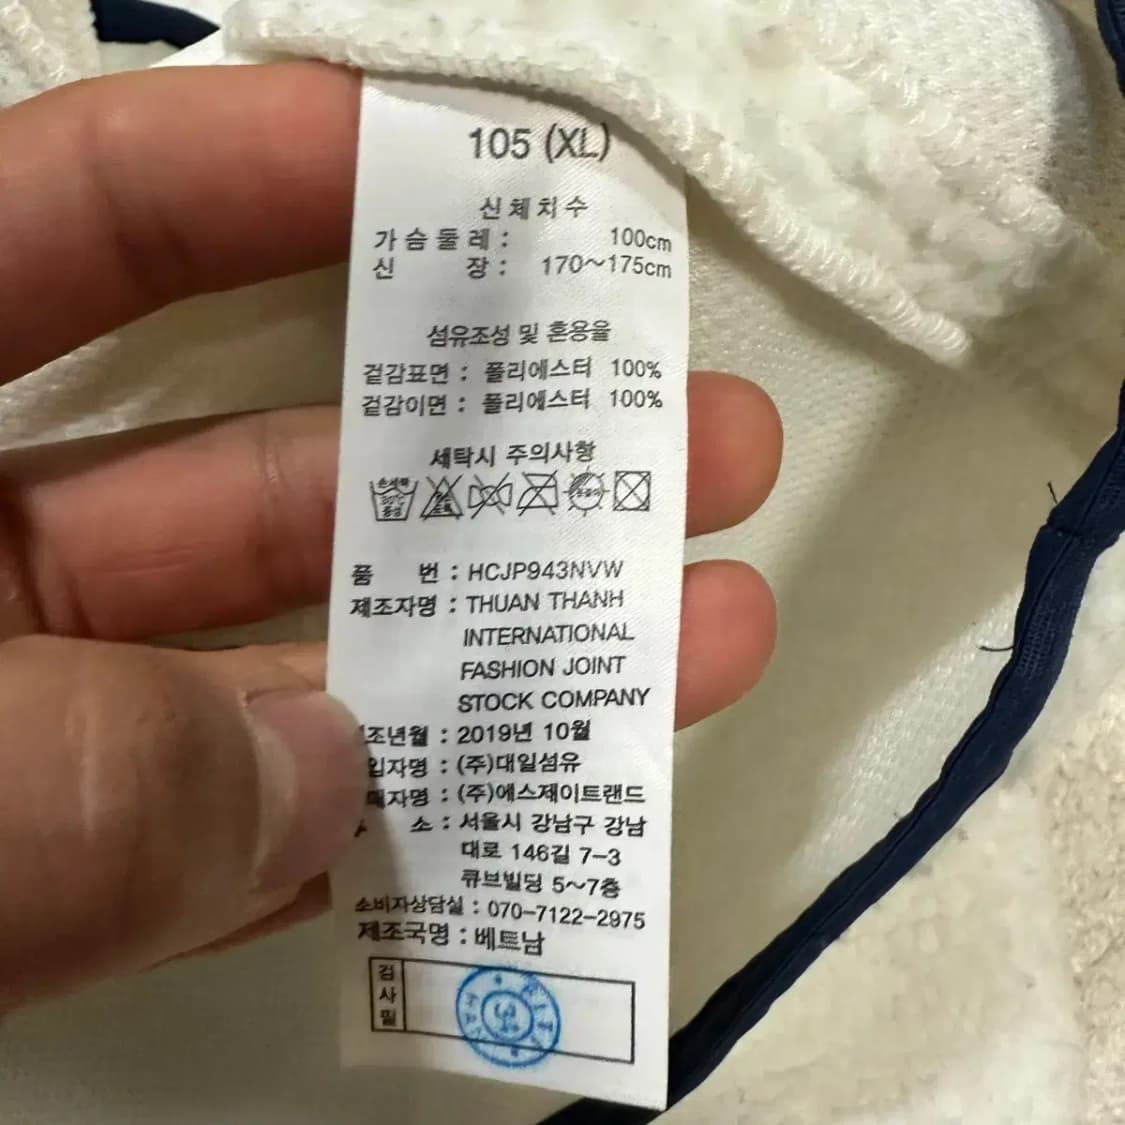 105 (XL)
신체치수
가슴둘레 : 100cm
신 장 : 170~175cm
섬유조성 및 혼용율
겉감표면 : 폴리에스터 100%
겉감이면 : 폴리에스터 100%
세탁시 주의사항
손세탁
30℃
중성
품 번 : HCJP943NVW
제조자명 : THUAN THANH
INTERNATIONAL
FASHION JOINT
STOCK COMPANY
조년월 : 2019년 10월
입자명 : (주)대일섬유
매자명 : (주)에스제이트랜드
소 : 서울시 강남구 강남
대로 146길 7-3
큐브빌딩 5~7층
소비자상담실 : 070-7122-2975
제조국명 : 베트남
검사필